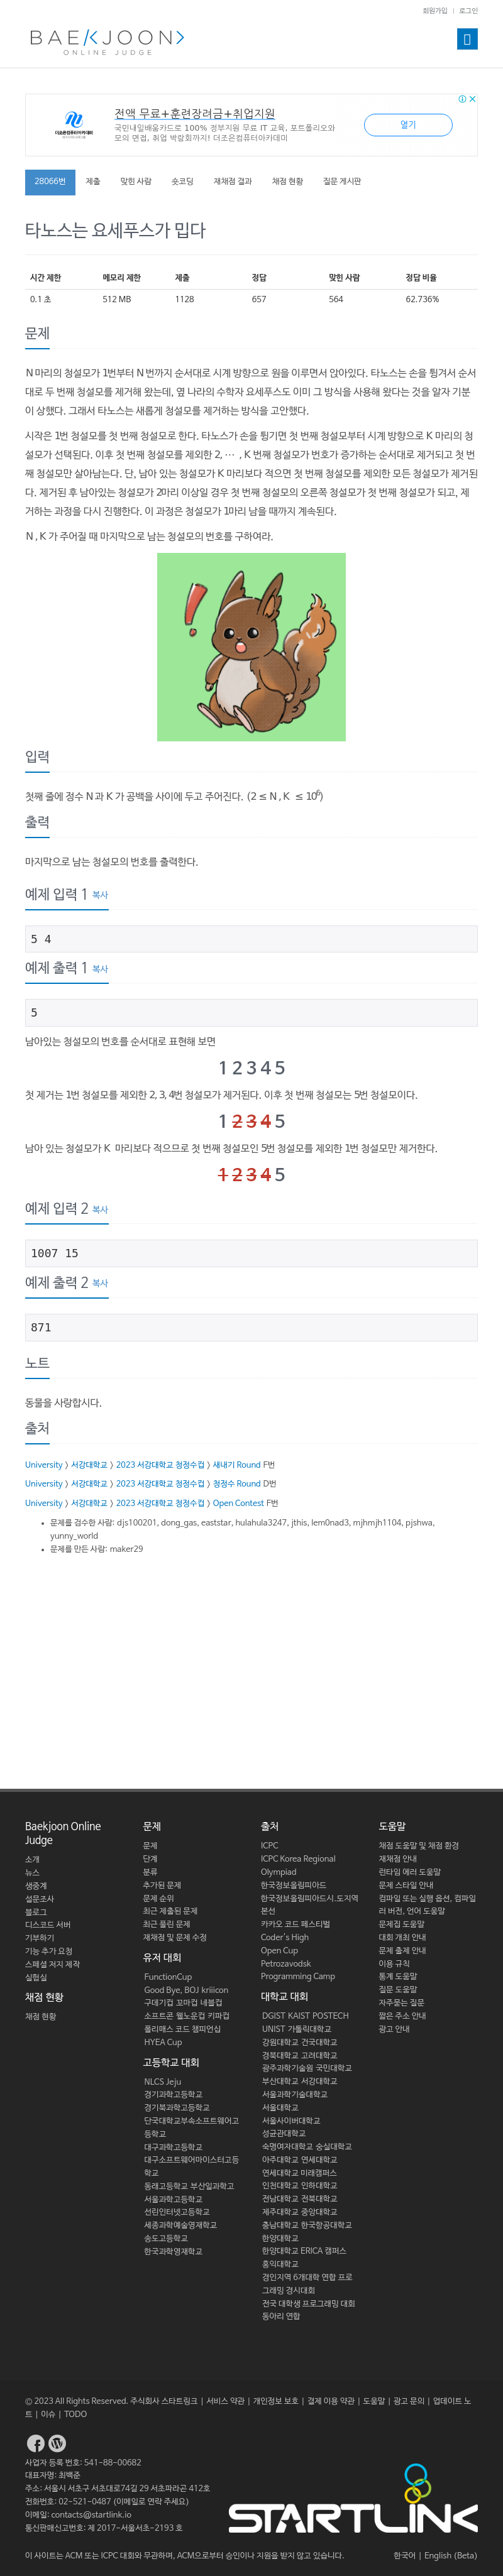 회원가입 | 로그인
BAEKJOON>
ONLINE JUDGE
전액 무료+훈련장려금+취업지원
국민내일배움카드로 100% 정부지원 무료 IT 교육. 포트폴리오와
모의 면접, 취업 박람회까지! 더조은컴퓨터아카데미
더조은컴퓨터아카데미
열기
28066번 제출 맞힌 사람 숏코딩 재채점 결과 채점 현황 질문 게시판
타노스는 요세푸스가 밉다
시간 제한 메모리 제한 제출 정답 맞힌 사람 정답 비율
0.1 초 512 MB 1128 657 564 62.736%
문제
N마리의 청설모가 1번부터 N번까지 순서대로 시계 방향으로 원을 이루면서 앉아있다. 타노스는 손을 튕겨서 순서
대로 두 번째 청설모를 제거해 왔는데, 옆 나라의 수학자 요세푸스도 이미 그 방식을 사용해 왔다는 것을 알자 기분
이 상했다. 그래서 타노스는 새롭게 청설모를 제거하는 방식을 고안했다.
시작은 1번 청설모를 첫 번째 청설모로 한다. 타노스가 손을 튕기면 첫 번째 청설모부터 시계 방향으로 K마리의 청
설모가 선택된다. 이후 첫 번째 청설모를 제외한 2, ⋯ , K번째 청설모가 번호가 증가하는 순서대로 제거되고 첫 번
째 청설모만 살아남는다. 단, 남아 있는 청설모가 K마리보다 적으면 첫 번째 청설모를 제외한 모든 청설모가 제거된
다. 제거된 후 남아있는 청설모가 2마리 이상일 경우 첫 번째 청설모의 오른쪽 청설모가 첫 번째 청설모가 되고, 제
거하는 과정을 다시 진행한다. 이 과정은 청설모가 1마리 남을 때까지 계속된다.
N, K가 주어질 때 마지막으로 남는 청설모의 번호를 구하여라.
입력
첫째 줄에 정수 N과 K가 공백을 사이에 두고 주어진다. (2 ≤ N, K ≤ 10⁶)
출력
마지막으로 남는 청설모의 번호를 출력한다.
예제 입력 1 복사
5 4
예제 출력 1 복사
5
남아있는 청설모의 번호를 순서대로 표현해 보면
1 2 3 4 5
첫 제거는 1번 청설모를 제외한 2, 3, 4번 청설모가 제거된다. 이후 첫 번째 청설모는 5번 청설모이다.
1 2 3 4 5
남아 있는 청설모가 K 마리보다 적으므로 첫 번째 청설모인 5번 청설모를 제외한 1번 청설모만 제거한다.
1 2 3 4 5
예제 입력 2 복사
1007 15
예제 출력 2 복사
871
노트
동물을 사랑합시다.
출처
University > 서강대학교 > 2023 서강대학교 청정수컵 > 새내기 Round F번
University > 서강대학교 > 2023 서강대학교 청정수컵 > 청정수 Round D번
University > 서강대학교 > 2023 서강대학교 청정수컵 > Open Contest F번
문제를 검수한 사람: djs100201, dong_gas, eaststar, hulahula3247, jthis, lem0nad3, mjhmjh1104, pjshwa,
yunny_world
문제를 만든 사람: maker29
Baekjoon Online
Judge
소개
뉴스
생중계
설문조사
블로그
디스코드 서버
기부하기
기능 추가 요청
스페셜 저지 제작
실험실
채점 현황
채점 현황
문제
문제
단계
분류
추가된 문제
문제 순위
최근 제출된 문제
최근 풀린 문제
재채점 및 문제 수정
유저 대회
FunctionCup
Good Bye, BOJ kriiicon
구데기컵 꼬마컵 네블컵
소프트콘 웰노운컵 키파컵
폴리매스 코드 챔피언십
HYEA Cup
고등학교 대회
NLCS Jeju
경기과학고등학교
경기북과학고등학교
단국대학교부속소프트웨어고
등학교
대구과학고등학교
대구소프트웨어마이스터고등
학교
동래고등학교 부산일과학고
서울과학고등학교
선린인터넷고등학교
세종과학예술영재학교
송도고등학교
한국과학영재학교
출처
ICPC
ICPC Korea Regional
Olympiad
한국정보올림피아드
한국정보올림피아드시.도지역
본선
카카오 코드 페스티벌
Coder's High
Open Cup
Petrozavodsk
Programming Camp
대학교 대회
DGIST KAIST POSTECH
UNIST 가톨릭대학교
강원대학교 건국대학교
경북대학교 고려대학교
광주과학기술원 국민대학교
부산대학교 서강대학교
서울과학기술대학교
서울대학교
서울사이버대학교
성균관대학교
숙명여자대학교 숭실대학교
아주대학교 연세대학교
연세대학교 미래캠퍼스
인천대학교 인하대학교
전남대학교 전북대학교
제주대학교 중앙대학교
충남대학교 한국항공대학교
한양대학교
한양대학교 ERICA 캠퍼스
홍익대학교
경인지역 6개대학 연합 프로
그래밍 경시대회
전국 대학생 프로그래밍 대회
동아리 연합
도움말
채점 도움말 및 채점 환경
재채점 안내
런타임 에러 도움말
문제 스타일 안내
컴파일 또는 실행 옵션, 컴파일
러 버전, 언어 도움말
문제집 도움말
대회 개최 안내
문제 출제 안내
이용 규칙
통계 도움말
질문 도움말
자주묻는 질문
짧은 주소 안내
광고 안내
© 2023 All Rights Reserved. 주식회사 스타트링크 | 서비스 약관 | 개인정보 보호 | 결제 이용 약관 | 도움말 | 광고 문의 | 업데이트 노
트 | 이슈 | TODO
사업자 등록 번호: 541-88-00682
대표자명: 최백준
주소: 서울시 서초구 서초대로74길 29 서초파라곤 412호
전화번호: 02-521-0487 (이메일로 연락 주세요)
이메일: contacts@startlink.io
통신판매신고번호: 제 2017-서울서초-2193 호
STARTLINK
이 사이트는 ACM 또는 ICPC 대회와 무관하며, ACM으로부터 승인이나 지원을 받지 않고 있습니다.
한국어 | English (Beta)